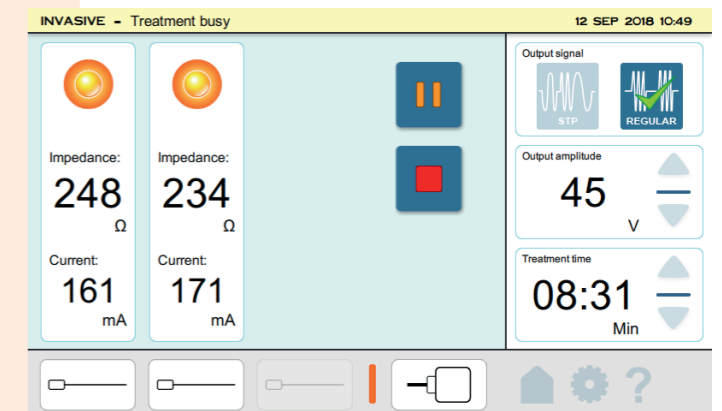 INVASIVE - Treatment busy
12 SEP 2018 10:49
Impedance:
248
Ω
Current:
161
mA
Impedance:
234
Ω
Current:
171
mA
Output signal
STP
REGULAR
Output amplitude
45
V
Treatment time
08:31
Min
?